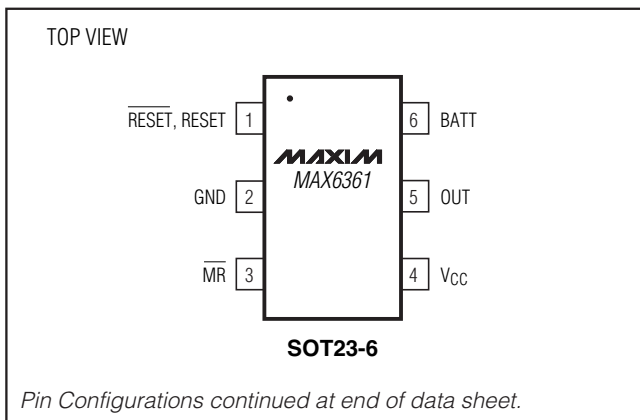 TOP VIEW
RESET, RESET 1
6 BATT
MAXIM
MAX6361
GND 2
5 OUT
MR 3
4 VCC
SOT23-6
Pin Configurations continued at end of data sheet.